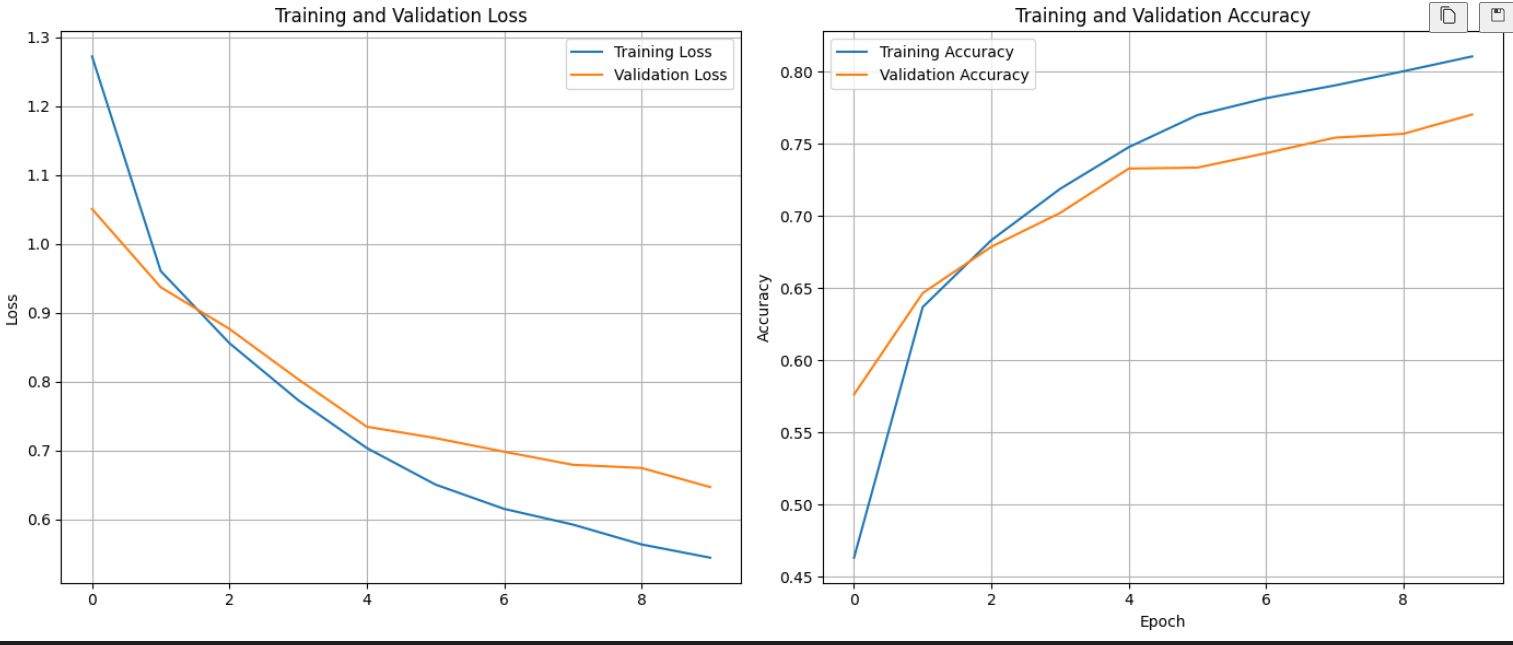 Training and Validation Loss
1.3
1.2
1.1
1.0
0.9
0.8
0.7
0.6
Loss
Training Loss
Validation Loss
0 2 4 6 8
Training and Validation Accuracy
0.80
0.75
0.70
0.65
0.60
0.55
0.50
0.45
Accuracy
Training Accuracy
Validation Accuracy
0 2 4 6 8
Epoch